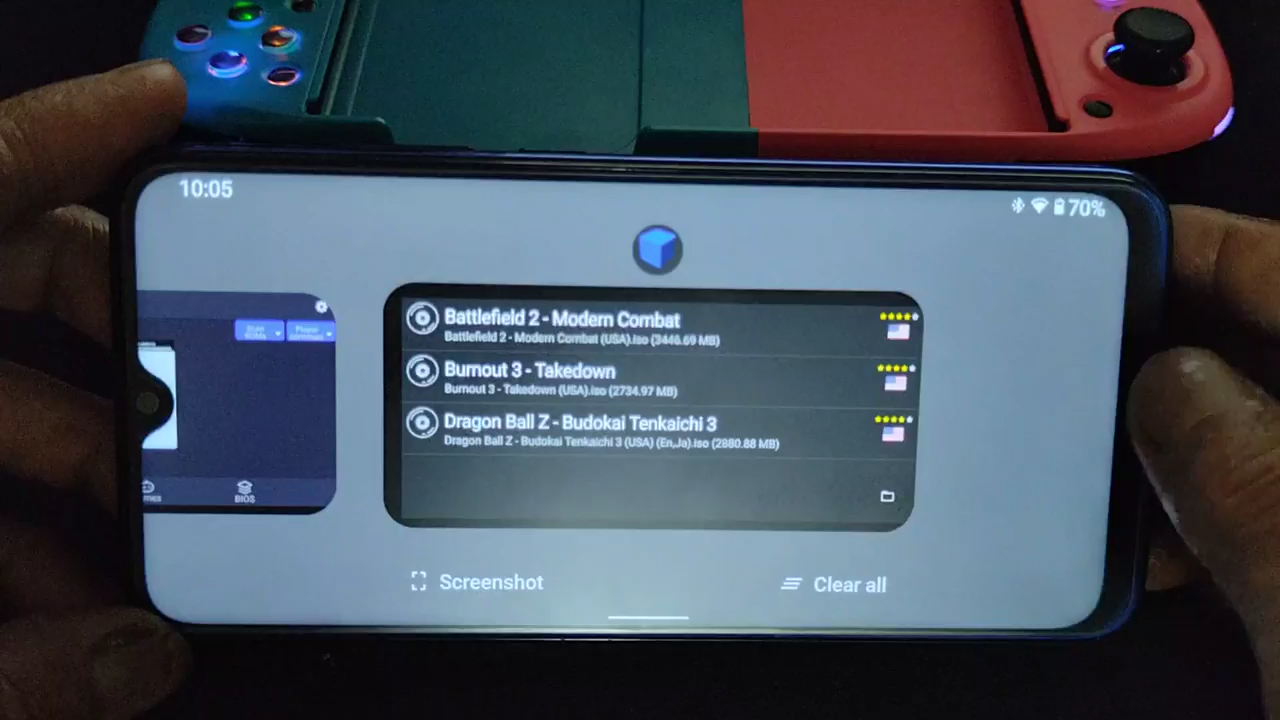 10:05
70%
Battlefield 2 - Modern Combat
Battlefield 2 - Modern Combat (USA).iso (3446.69 MB)
Burnout 3 - Takedown
Burnout 3 - Takedown (USA).iso (2734.97 MB)
Dragon Ball Z - Budokai Tenkaichi 3
Dragon Ball Z - Budokai Tenkaichi 3 (USA) (En,Ja).iso (2880.88 MB)
BIOS
Screenshot
Clear all